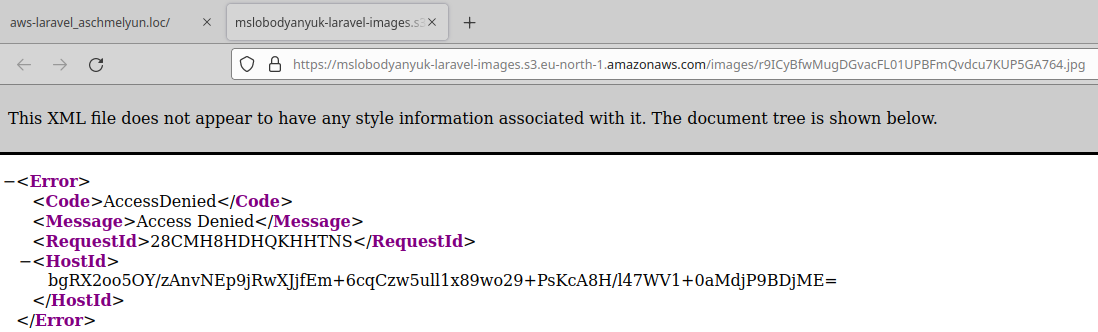 aws-laravel_aschmelyun.loc/
mslobodyanyuk-laravel-images.s3
https://mslobodyanyuk-laravel-images.s3.eu-north-1.amazonaws.com/images/r9ICyBfwMugDGvacFL01UPBFmQvdcu7KUP5GA764.jpg
This XML file does not appear to have any style information associated with it. The document tree is shown below.
−<Error>
<Code>AccessDenied</Code>
<Message>Access Denied</Message>
<RequestId>28CMH8HDHQKHHTNS</RequestId>
−<HostId>
bgRX2oo5OY/zAnvNEp9jRwXJjfEm+6cqCzw5ull1x89wo29+PsKcA8H/l47WV1+0aMdjP9BDjME=
</HostId>
</Error>